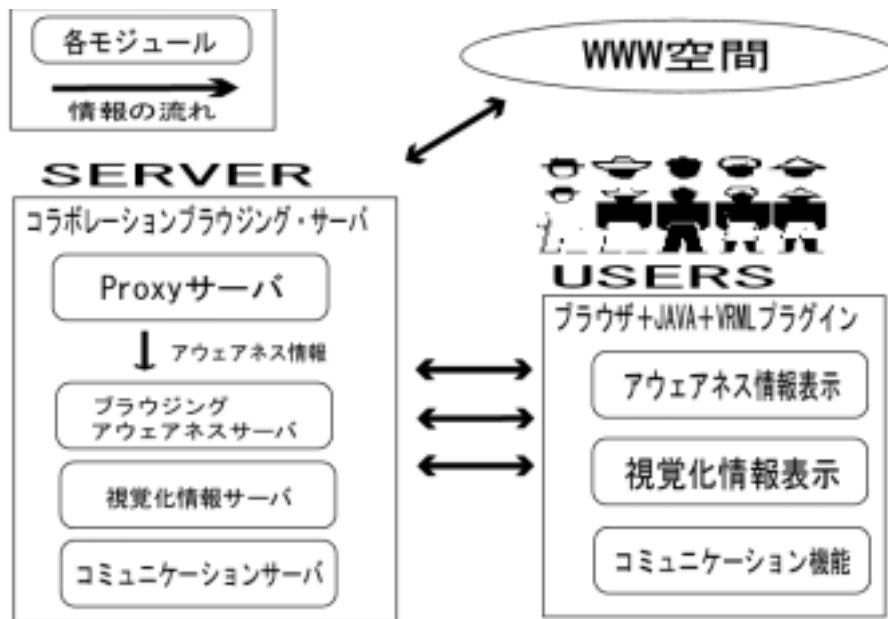 各モジュール
情報の流れ
WWW空間
SERVER
コラボレーションブラウジング・サーバ
Proxyサーバ
アウェアネス情報
ブラウジング
アウェアネスサーバ
視覚化情報サーバ
コミュニケーションサーバ
USERS
ブラウザ+JAVA+VRMLプラグイン
アウェアネス情報表示
視覚化情報表示
コミュニケーション機能